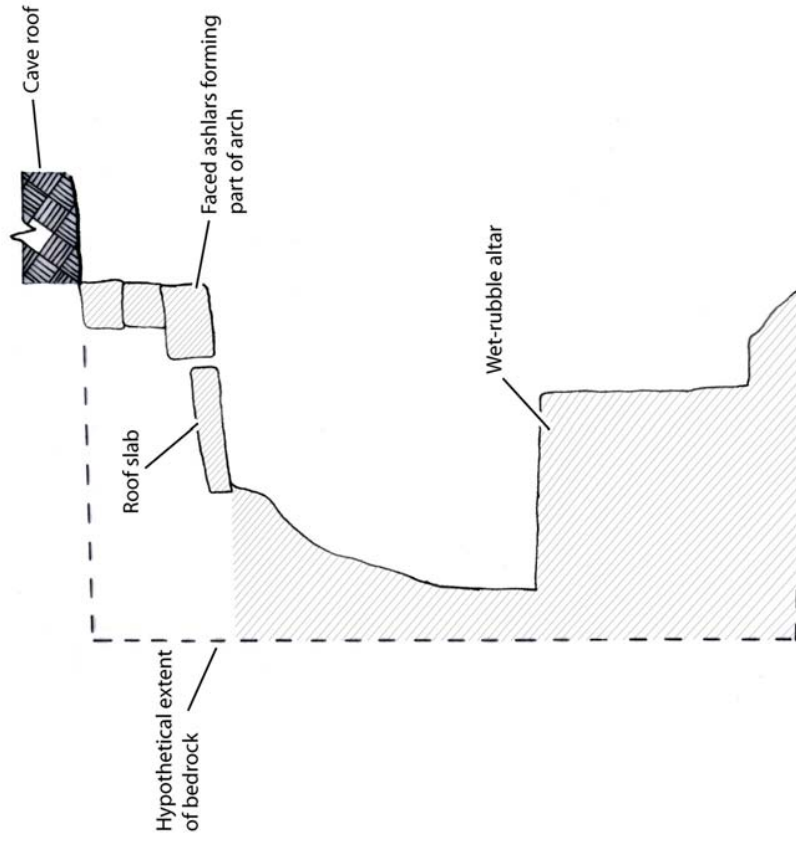 Cave roof
Faced ashlars forming
part of arch
Roof slab
Wet-rubble altar
Hypothetical extent
of bedrock